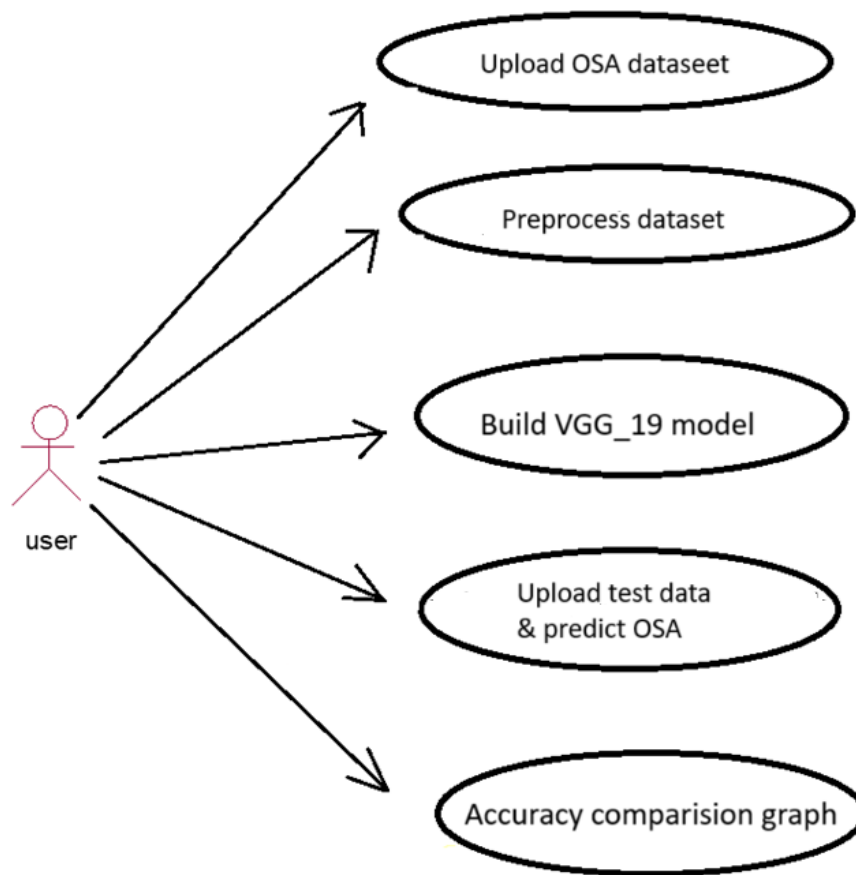 Upload OSA dataseet
Preprocess dataset
Build VGG_19 model
user
Upload test data
& predict OSA
Accuracy comparision graph